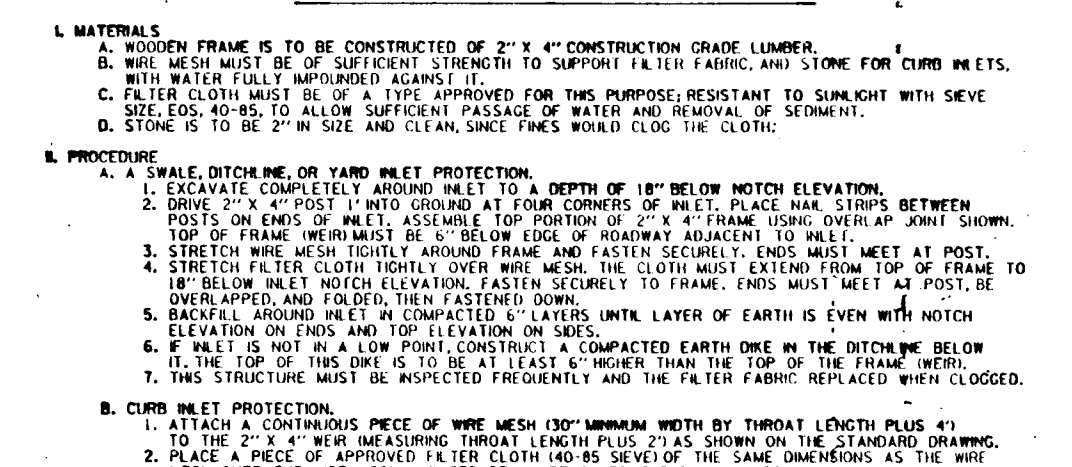 I. MATERIALS
A. WOODEN FRAME IS TO BE CONSTRUCTED OF 2" X 4" CONSTRUCTION GRADE LUMBER.
B. WIRE MESH MUST BE OF SUFFICIENT STRENGTH TO SUPPORT FILTER FABRIC, AND STONE FOR CURB INLETS,
WITH WATER FULLY IMPOUNDED AGAINST IT.
C. FILTER CLOTH MUST BE OF A TYPE APPROVED FOR THIS PURPOSE; RESISTANT TO SUNLIGHT WITH SIEVE
SIZE, EOS, 40-85, TO ALLOW SUFFICIENT PASSAGE OF WATER AND REMOVAL OF SEDIMENT.
D. STONE IS TO BE 2" IN SIZE AND CLEAN, SINCE FINES WOULD CLOG THE CLOTH;
II. PROCEDURE
A. A SWALE, DITCHLINE, OR YARD INLET PROTECTION.
1. EXCAVATE COMPLETELY AROUND INLET TO A DEPTH OF 18" BELOW NOTCH ELEVATION.
2. DRIVE 2" X 4" POST 1' INTO GROUND AT FOUR CORNERS OF INLET. PLACE NAIL STRIPS BETWEEN
POSTS ON ENDS OF INLET. ASSEMBLE TOP PORTION OF 2" X 4" FRAME USING OVERLAP JOINT SHOWN.
TOP OF FRAME (WEIR) MUST BE 6" BELOW EDGE OF ROADWAY ADJACENT TO INLET.
3. STRETCH WIRE MESH TIGHTLY AROUND FRAME AND FASTEN SECURELY. ENDS MUST MEET AT POST.
4. STRETCH FILTER CLOTH TIGHTLY OVER WIRE MESH. THE CLOTH MUST EXTEND FROM TOP OF FRAME TO
18" BELOW INLET NOTCH ELEVATION. FASTEN SECURELY TO FRAME. ENDS MUST MEET AT POST, BE
OVERLAPPED, AND FOLDED, THEN FASTENED DOWN.
5. BACKFILL AROUND INLET IN COMPACTED 6" LAYERS UNTIL LAYER OF EARTH IS EVEN WITH NOTCH
ELEVATION ON ENDS AND TOP ELEVATION ON SIDES.
6. IF INLET IS NOT IN A LOW POINT, CONSTRUCT A COMPACTED EARTH DIKE IN THE DITCHLINE BELOW
IT. THE TOP OF THIS DIKE IS TO BE AT LEAST 6" HIGHER THAN THE TOP OF THE FRAME (WEIR).
7. THIS STRUCTURE MUST BE INSPECTED FREQUENTLY AND THE FILTER FABRIC REPLACED WHEN CLOGGED.
B. CURB INLET PROTECTION.
1. ATTACH A CONTINUOUS PIECE OF WIRE MESH (30" MINIMUM WIDTH BY THROAT LENGTH PLUS 4')
TO THE 2" X 4" WEIR (MEASURING THROAT LENGTH PLUS 2') AS SHOWN ON THE STANDARD DRAWING.
2. PLACE A PIECE OF APPROVED FILTER CLOTH (40-85 SIEVE) OF THE SAME DIMENSIONS AS THE WIRE